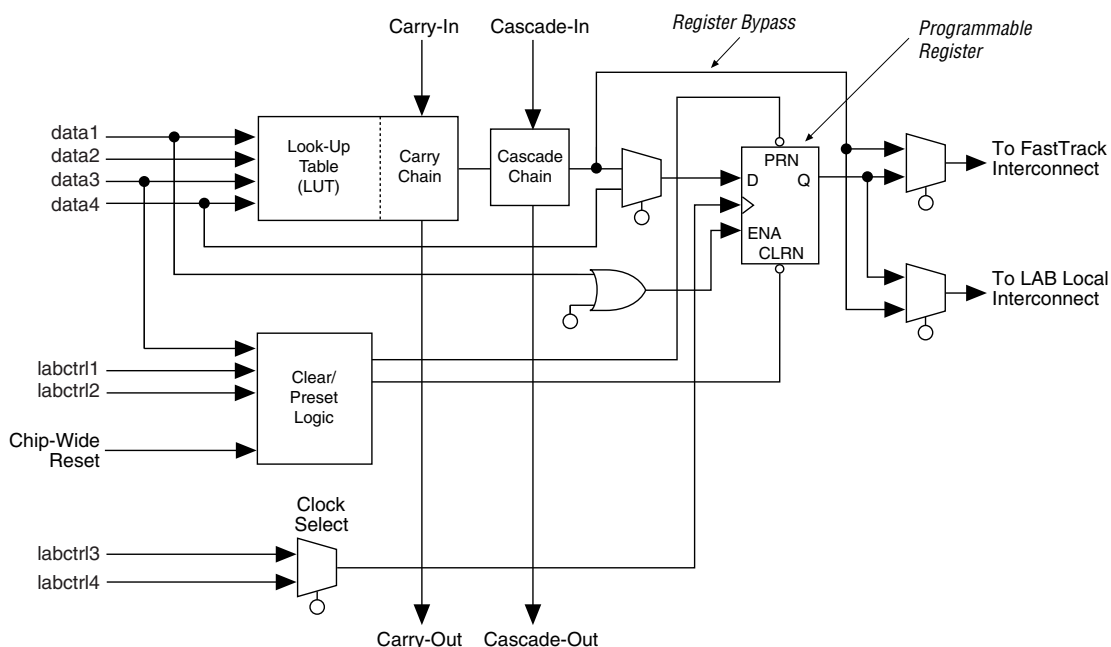 Carry-In
Cascade-In
Register Bypass
Programmable
Register
data1
data2
data3
data4
Look-Up
Table
(LUT)
Carry
Chain
Cascade
Chain
PRN
D
Q
ENA
CLRN
To FastTrack
Interconnect
To LAB Local
Interconnect
labctrl1
labctrl2
Clear/
Preset
Logic
Chip-Wide
Reset
Clock
Select
labctrl3
labctrl4
Carry-Out
Cascade-Out